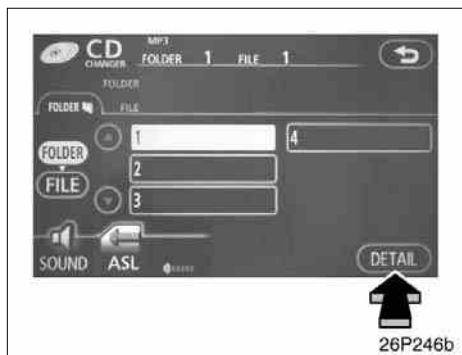 CD CHANGER MP3
FOLDER 1 FILE 1
FOLDER
FILE
FOLDER
FOLDER
FILE
1
2
3
4
SOUND ASL
DETAIL
26P246b